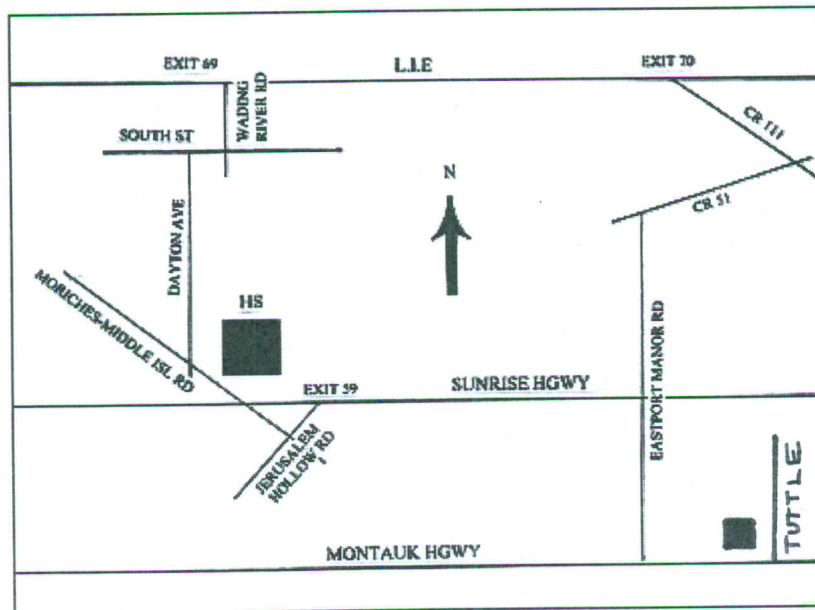 EXIT 69
L.I.E
EXIT 70
WADING
RIVER RD
SOUTH ST
CR 111
N
CR 51
DAYTON AVE
MORICHES-MIDDLE ISL RD
HS
EASTPORT MANOR RD
EXIT 59
SUNRISE HGWY
JERUSALEM
HOLLOW RD
TUTTLE
MONTAUK HGWY